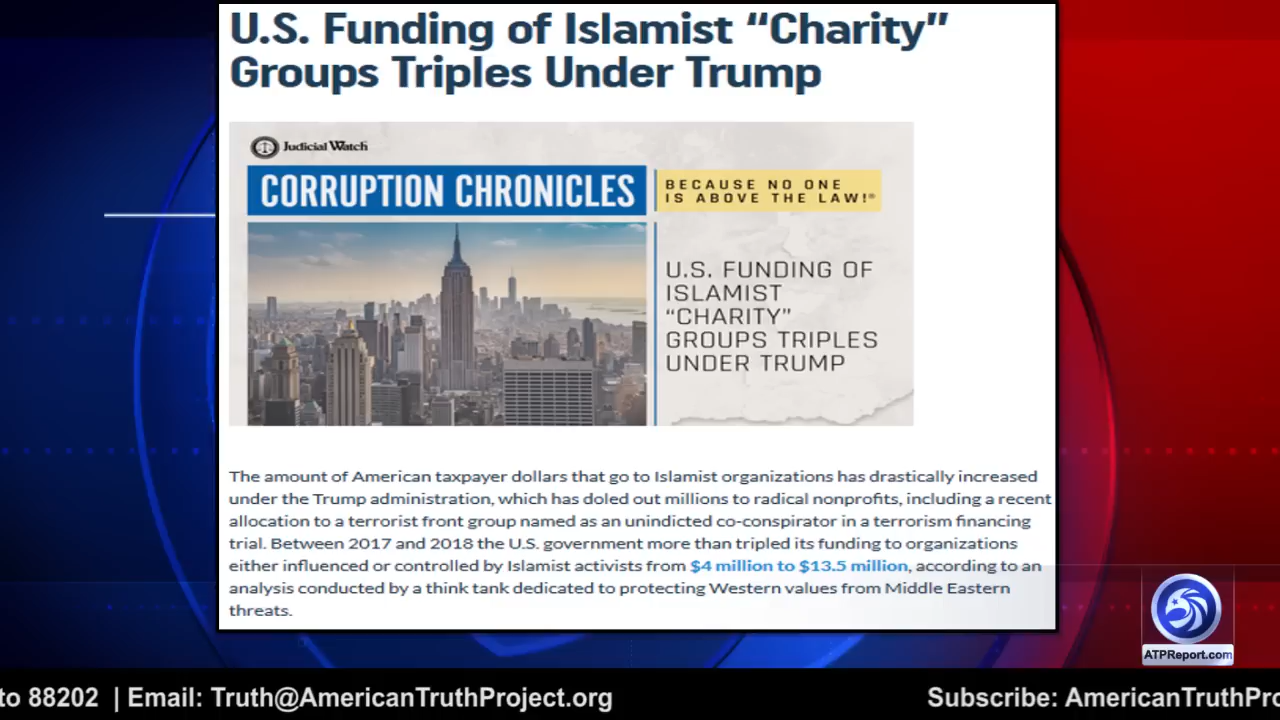 U.S. Funding of Islamist “Charity”
Groups Triples Under Trump
Judicial Watch
CORRUPTION CHRONICLES
BECAUSE NO ONE
IS ABOVE THE LAW!®
U.S. FUNDING OF
ISLAMIST
“CHARITY”
GROUPS TRIPLES
UNDER TRUMP
The amount of American taxpayer dollars that go to Islamist organizations has drastically increased
under the Trump administration, which has doled out millions to radical nonprofits, including a recent
allocation to a terrorist front group named as an unindicted co-conspirator in a terrorism financing
trial. Between 2017 and 2018 the U.S. government more than tripled its funding to organizations
either influenced or controlled by Islamist activists from $4 million to $13.5 million, according to an
analysis conducted by a think tank dedicated to protecting Western values from Middle Eastern
threats.
ATPReport.com
to 88202 | Email: Truth@AmericanTruthProject.org
Subscribe: AmericanTruthPro